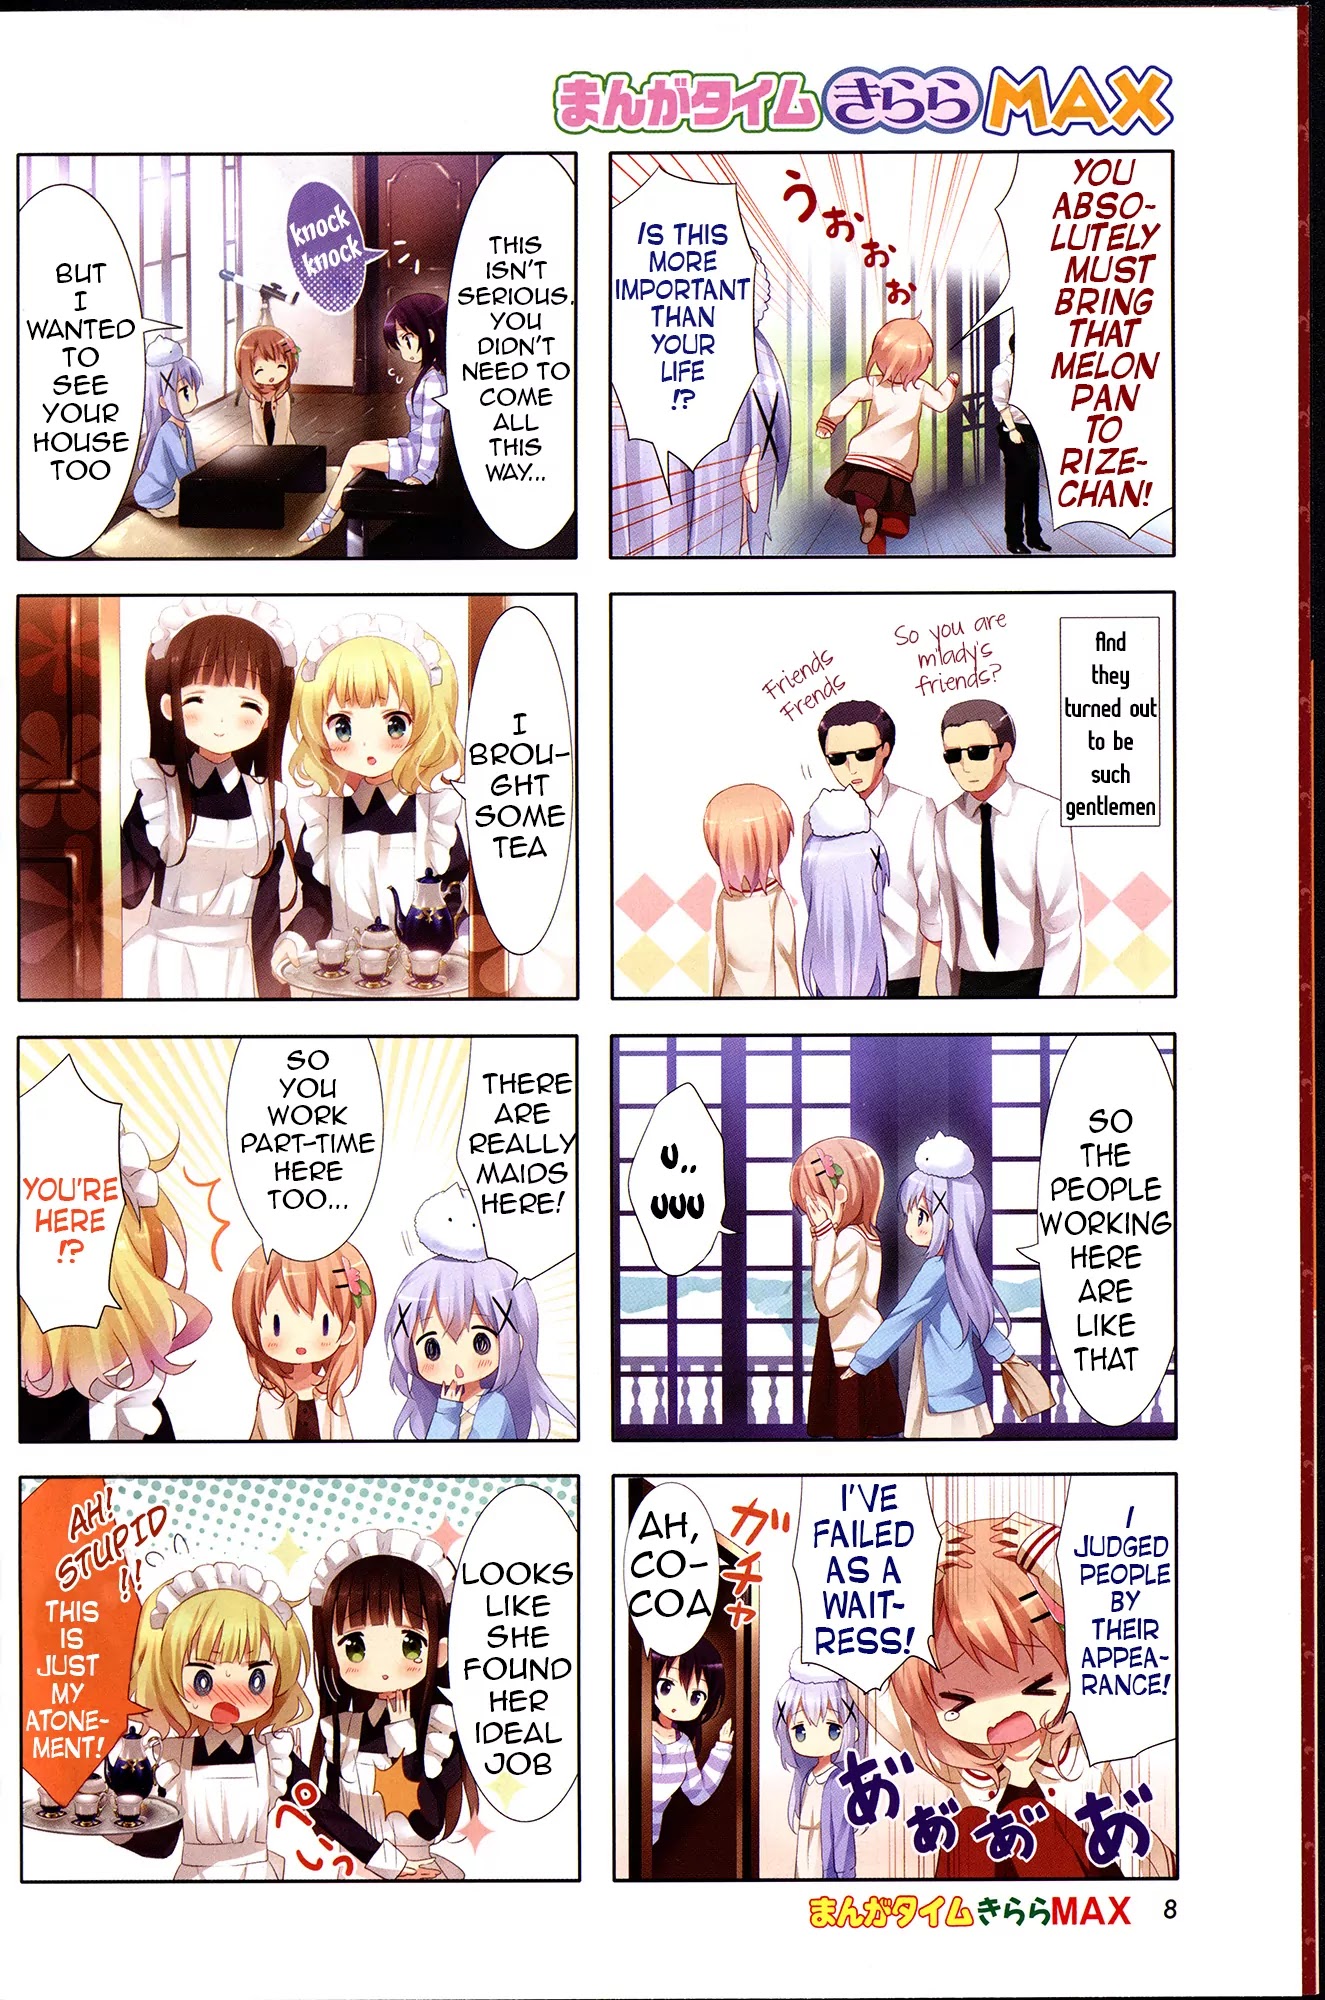 まんがタイムきららMAX
YOU
ABSO-
LUTELY
MUST
BRING
THAT
MELON
PAN
TO
RIZE-
CHAN!
うぉぉぉ
IS THIS
MORE
IMPORTANT
THAN
YOUR
LIFE
!?
And
they
turned out
to be
such
gentlemen
So you are
m'lady's
friends?
Friends
Frends
SO
THE
PEOPLE
WORKING
HERE
ARE
LIKE
THAT
U..
UUU
I
JUDGED
PEOPLE
BY
THEIR
APPEA-
RANCE!
I'VE
FAILED
AS A
WAIT-
RESS!
あ゛ぁ゛ぁ゛あ゛
ガチャ
AH,
CO-
COA
THIS
ISN'T
SERIOUS.
YOU
DIDN'T
NEED TO
COME
ALL
THIS
WAY...
knock
knock
BUT
I
WANTED
TO
SEE
YOUR
HOUSE
TOO
I
BROU-
GHT
SOME
TEA
THERE
ARE
REALLY
MAIDS
HERE!
SO
YOU
WORK
PART-TIME
HERE
TOO...
YOU'RE
HERE
!?
LOOKS
LIKE
SHE
FOUND
HER
IDEAL
JOB
AH!
STUPID
!!
THIS
IS
JUST
MY
ATONE-
MENT!
ペいっ
まんがタイムきららMAX 8